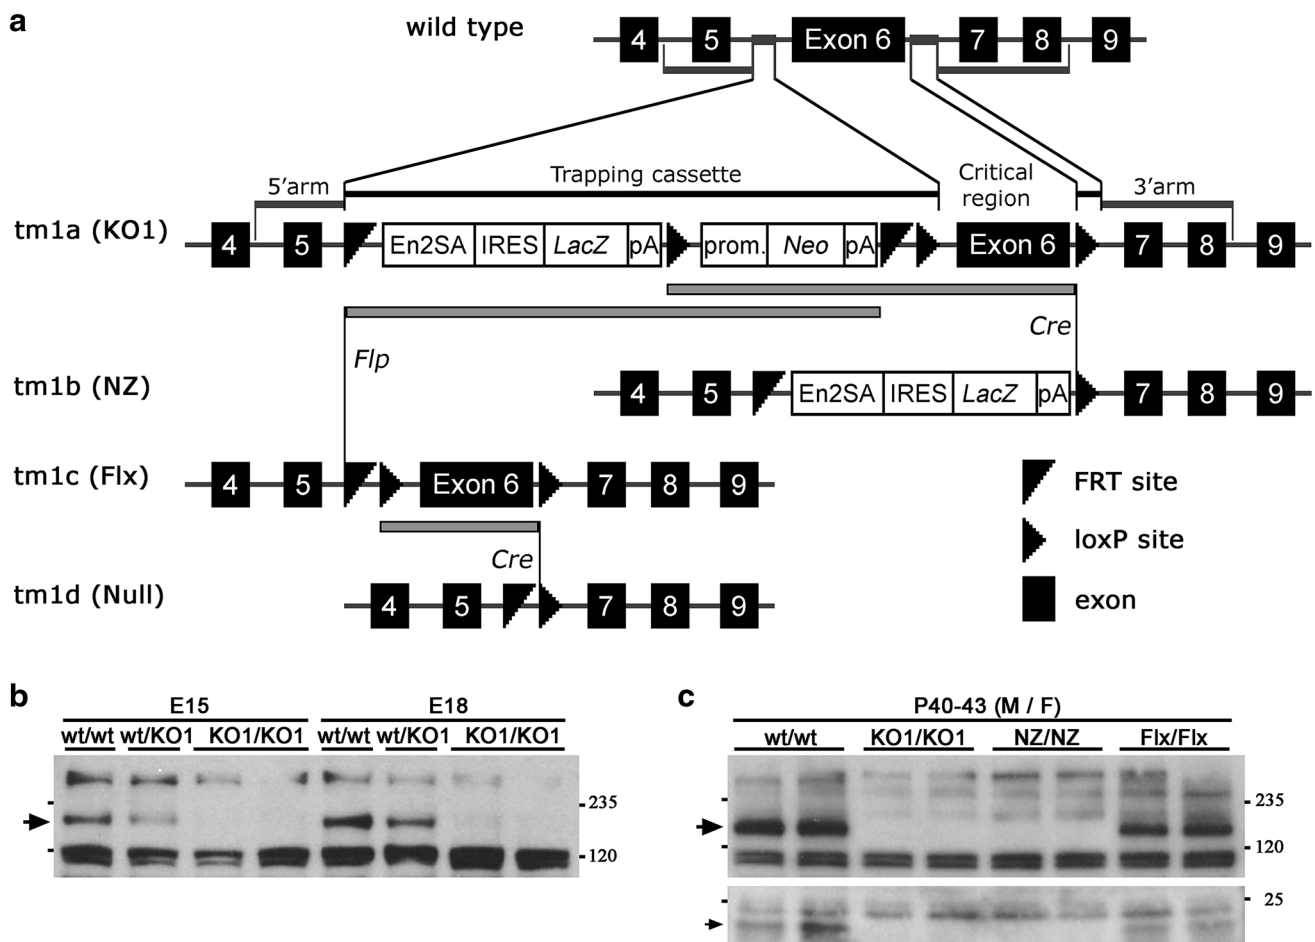 a
wild type
4 5 Exon 6 7 8 9
5'arm Trapping cassette Critical region 3'arm
tm1a (KO1)
4 5 En2SA IRES LacZ pA prom. Neo pA Exon 6 7 8 9
Cre
Flp
tm1b (NZ)
4 5 En2SA IRES LacZ pA 7 8 9
tm1c (Flx)
4 5 Exon 6 7 8 9
FRT site
loxP site
exon
Cre
tm1d (Null)
4 5 7 8 9
b
E15 E18
wt/wt wt/KO1 KO1/KO1 wt/wt wt/KO1 KO1/KO1
235
120
c
P40-43 (M / F)
wt/wt KO1/KO1 NZ/NZ Flx/Flx
235
120
25